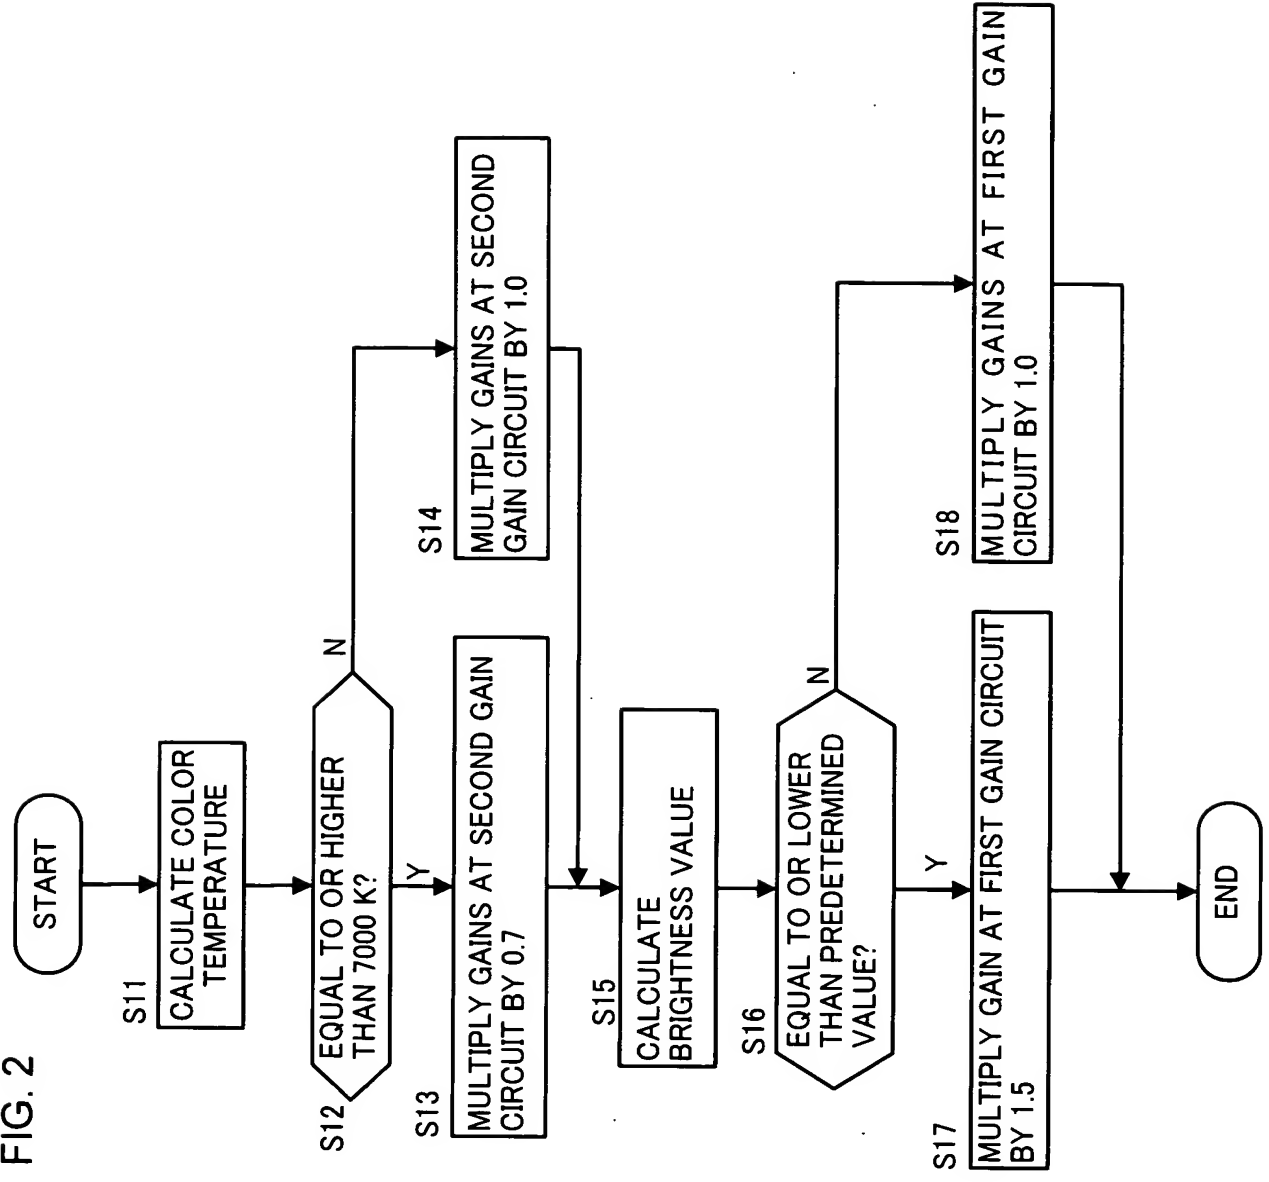 FIG. 2
START
S11
CALCULATE COLOR
TEMPERATURE
S12
EQUAL TO OR HIGHER
THAN 7000 K?
N
Y
S13
MULTIPLY GAINS AT SECOND GAIN
CIRCUIT BY 0.7
S14
MULTIPLY GAINS AT SECOND
GAIN CIRCUIT BY 1.0
S15
CALCULATE
BRIGHTNESS VALUE
S16
EQUAL TO OR LOWER
THAN PREDETERMINED
VALUE?
N
Y
S17
MULTIPLY GAIN AT FIRST GAIN CIRCUIT
BY 1.5
S18
MULTIPLY GAINS AT FIRST GAIN
CIRCUIT BY 1.0
END